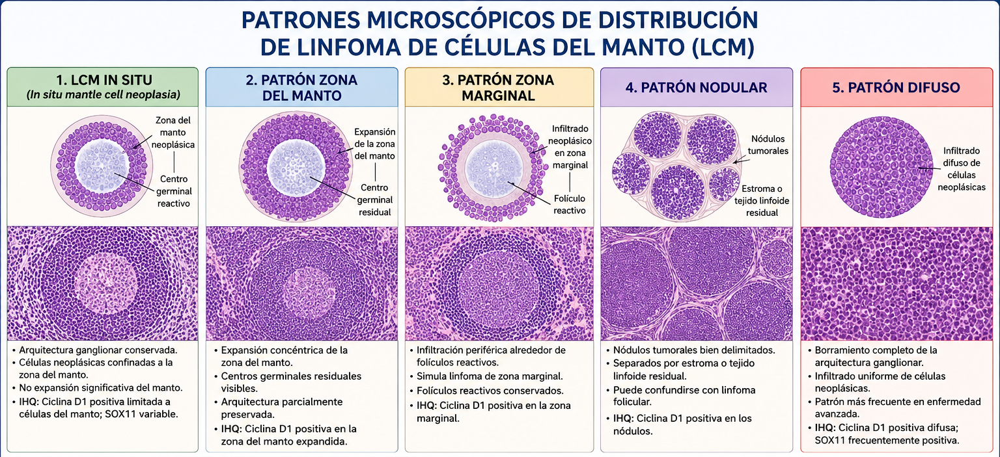 PATRONES MICROSCÓPICOS DE DISTRIBUCIÓN
DE LINFOMA DE CÉLULAS DEL MANTO (LCM)
1. LCM IN SITU
(In situ mantle cell neoplasia)
Zona del
manto
neoplásica
Centro
germinal
reactivo
• Arquitectura ganglionar conservada.
• Células neoplásicas confinadas a la
zona del manto.
• No expansión significativa del manto.
• IHQ: Ciclina D1 positiva limitada a
células del manto; SOX11 variable.
2. PATRÓN ZONA
DEL MANTO
Expansión
de la zona
del manto
Centro
germinal
residual
• Expansión concéntrica de la
zona del manto.
• Centros germinales residuales
visibles.
• Arquitectura parcialmente
preservada.
• IHQ: Ciclina D1 positiva en la
zona del manto expandida.
3. PATRÓN ZONA
MARGINAL
Infiltrado
neoplásico
en zona
marginal
Folículo
reactivo
• Infiltración periférica alrededor de
folículos reactivos.
• Simula linfoma de zona marginal.
• Folículos reactivos conservados.
• IHQ: Ciclina D1 positiva en la zona
marginal.
4. PATRÓN NODULAR
Nódulos
tumorales
Estroma o
tejido linfoide
residual
• Nódulos tumorales bien delimitados.
• Separados por estroma o tejido
linfoide residual.
• Puede confundirse con linfoma
folicular.
• IHQ: Ciclina D1 positiva en los
nódulos.
5. PATRÓN DIFUSO
Infiltrado
difuso de
células
neoplásicas
• Borramiento completo de la
arquitectura ganglionar.
• Infiltrado uniforme de células
neoplásicas.
• Patrón más frecuente en enfermedad
avanzada.
• IHQ: Ciclina D1 positiva difusa;
SOX11 frecuentemente positiva.